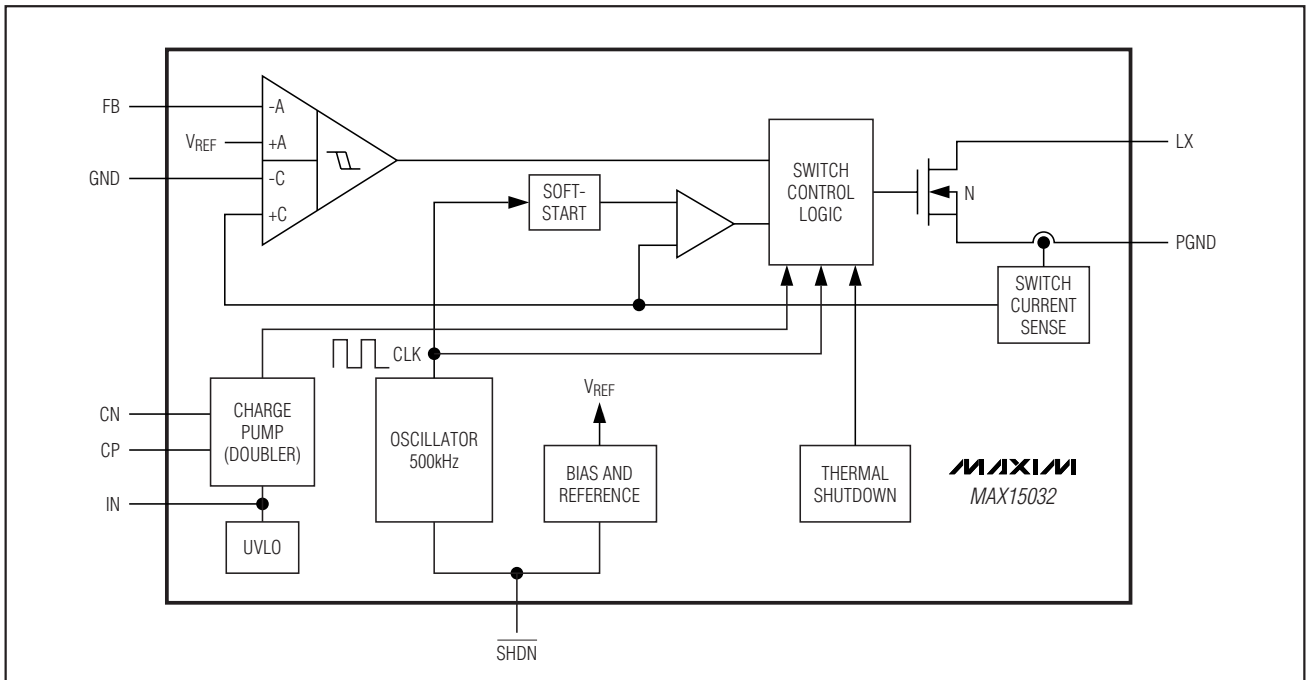 FB
-A
VREF
+A
GND
-C
+C
SOFT-
START
SWITCH
CONTROL
LOGIC
N
LX
PGND
SWITCH
CURRENT
SENSE
CLK
CN
CP
IN
CHARGE
PUMP
(DOUBLER)
UVLO
OSCILLATOR
500kHz
VREF
BIAS AND
REFERENCE
THERMAL
SHUTDOWN
MAXIM
MAX15032
SHDN